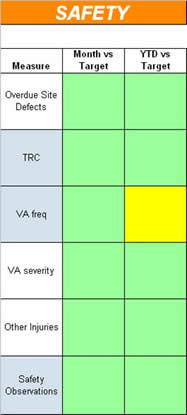 SAFETY
Month vs YTD vs
Measure Target Target
Overdue Site
Defects
TRC
VA freq
VA severity
Other Injuries
Safety
Observations